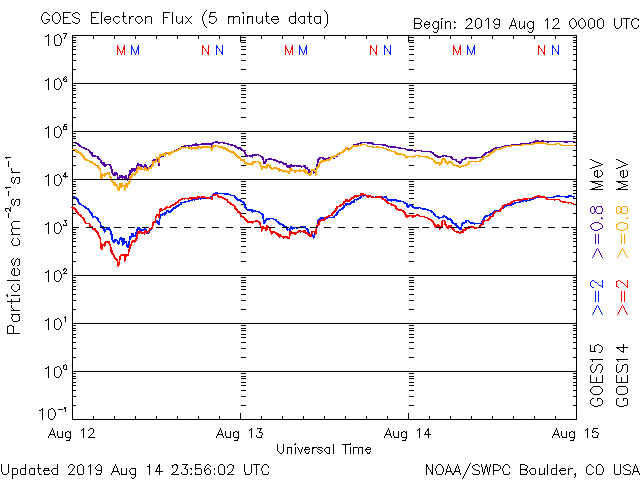 GOES Electron Flux (5 minute data)
Begin: 2019 Aug 12 0000 UTC
M M N N M M N N M M N N
10⁷
10⁶
10⁵
10⁴
10³
10²
10¹
10⁰
10⁻¹
Particles cm⁻²s⁻¹sr⁻¹
Aug 12 Aug 13 Aug 14 Aug 15
Universal Time
GOES15 >=2 >=0.8 MeV
GOES14 >=2 >=0.8 MeV
Updated 2019 Aug 14 23:56:02 UTC
NOAA/SWPC Boulder, CO USA